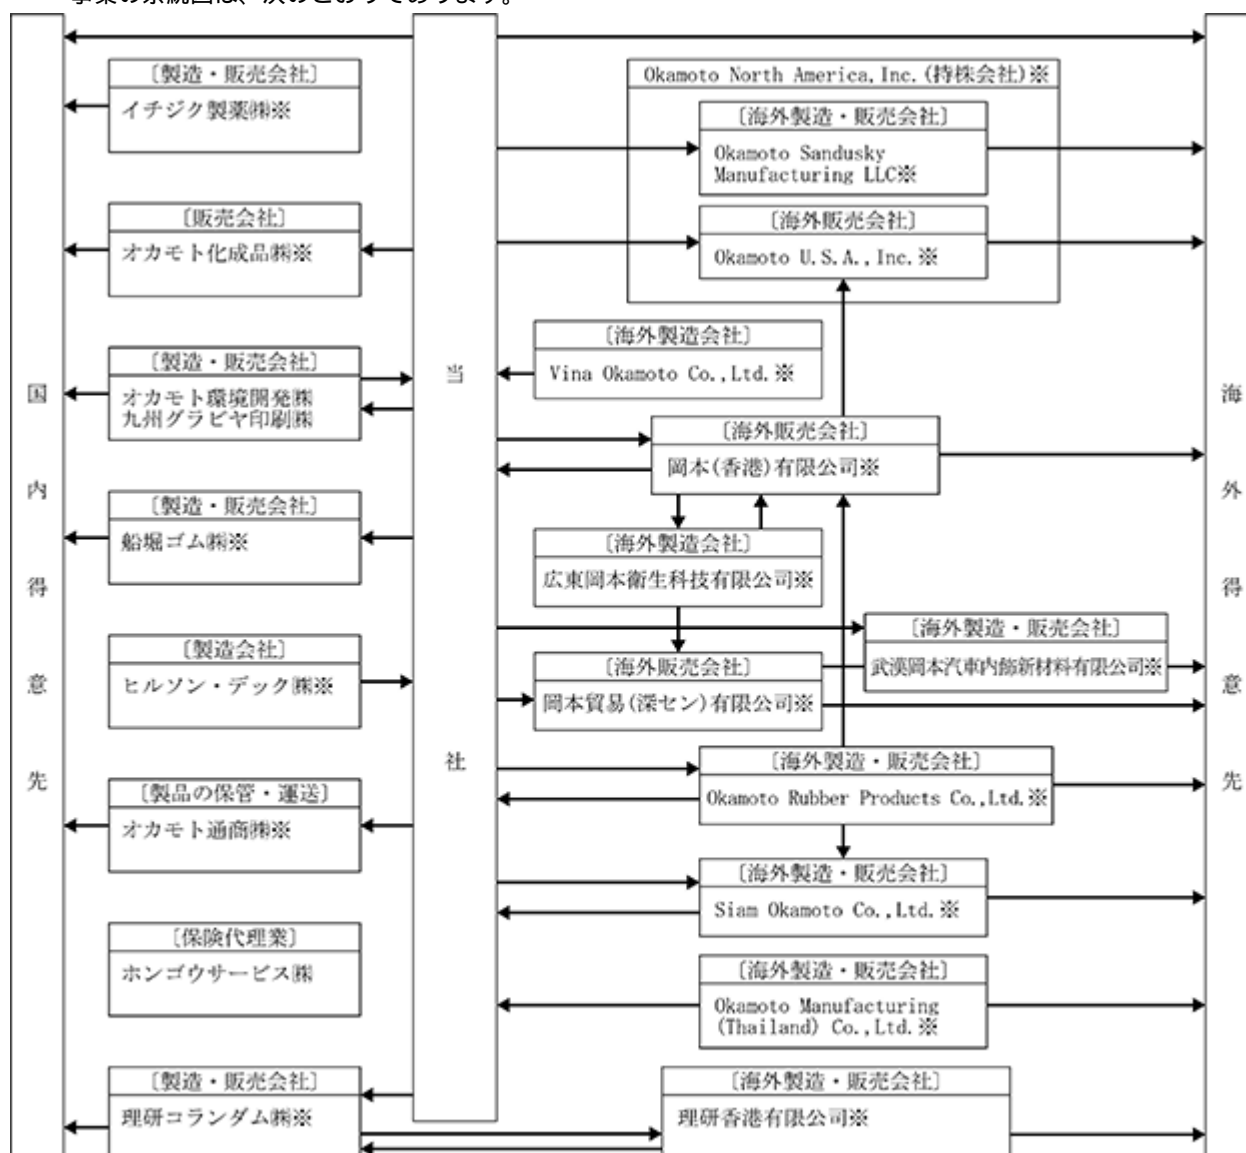 事業の系統図は、次のとおりであります。
国内得意先
当社
海外得意先
〔製造・販売会社〕
イチジク製薬㈱※
〔販売会社〕
オカモト化成品㈱※
〔製造・販売会社〕
オカモト環境開発㈱
九州グラビヤ印刷㈱
〔製造・販売会社〕
船堀ゴム㈱※
〔製造会社〕
ヒルソン・デック㈱※
〔製品の保管・運送〕
オカモト通商㈱※
〔保険代理業〕
ホンゴウサービス㈱
〔製造・販売会社〕
理研コランダム㈱※
Okamoto North America,Inc.(持株会社)※
〔海外製造・販売会社〕
Okamoto Sandusky
Manufacturing LLC※
〔海外販売会社〕
Okamoto U.S.A.,Inc.※
〔海外製造会社〕
Vina Okamoto Co.,Ltd.※
〔海外販売会社〕
岡本(香港)有限公司※
〔海外製造会社〕
広東岡本衛生科技有限公司※
〔海外製造・販売会社〕
武漢岡本汽車内飾新材料有限公司※
〔海外販売会社〕
岡本貿易(深セン)有限公司※
〔海外製造・販売会社〕
Okamoto Rubber Products Co.,Ltd.※
〔海外製造・販売会社〕
Siam Okamoto Co.,Ltd.※
〔海外製造・販売会社〕
Okamoto Manufacturing
(Thailand) Co.,Ltd.※
〔海外製造・販売会社〕
理研香港有限公司※